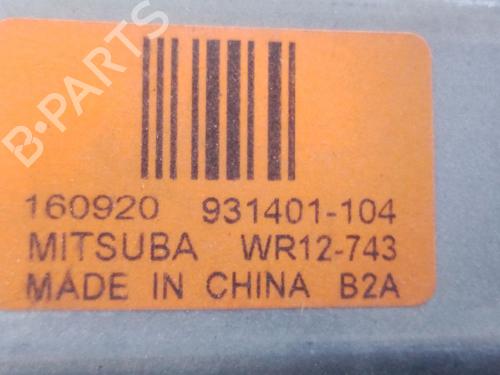 B-PARTS
160920 931401-104
MITSUBA WR12-743
MADE IN CHINA B2A